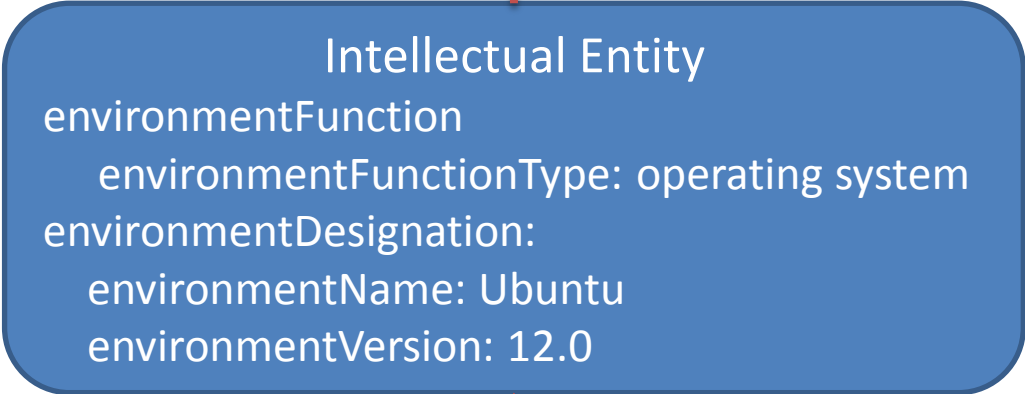 Intellectual Entity
environmentFunction
environmentFunctionType: operating system
environmentDesignation:
environmentName: Ubuntu
environmentVersion: 12.0